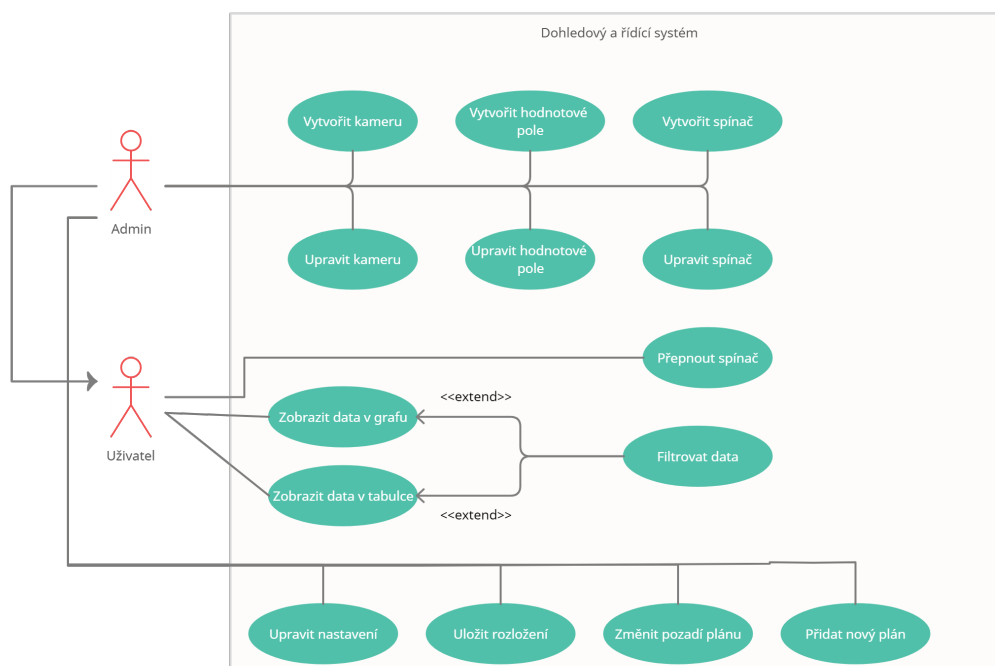 Dohledový a řídící systém
Vytvořit kameru
Vytvořit hodnotové
pole
Vytvořit spínač
Admin
Upravit kameru
Upravit hodnotové
pole
Upravit spínač
Přepnout spínač
<<extend>>
Zobrazit data v grafu
Uživatel
Filtrovat data
Zobrazit data v tabulce
<<extend>>
Upravit nastavení
Uložit rozložení
Změnit pozadí plánu
Přidat nový plán